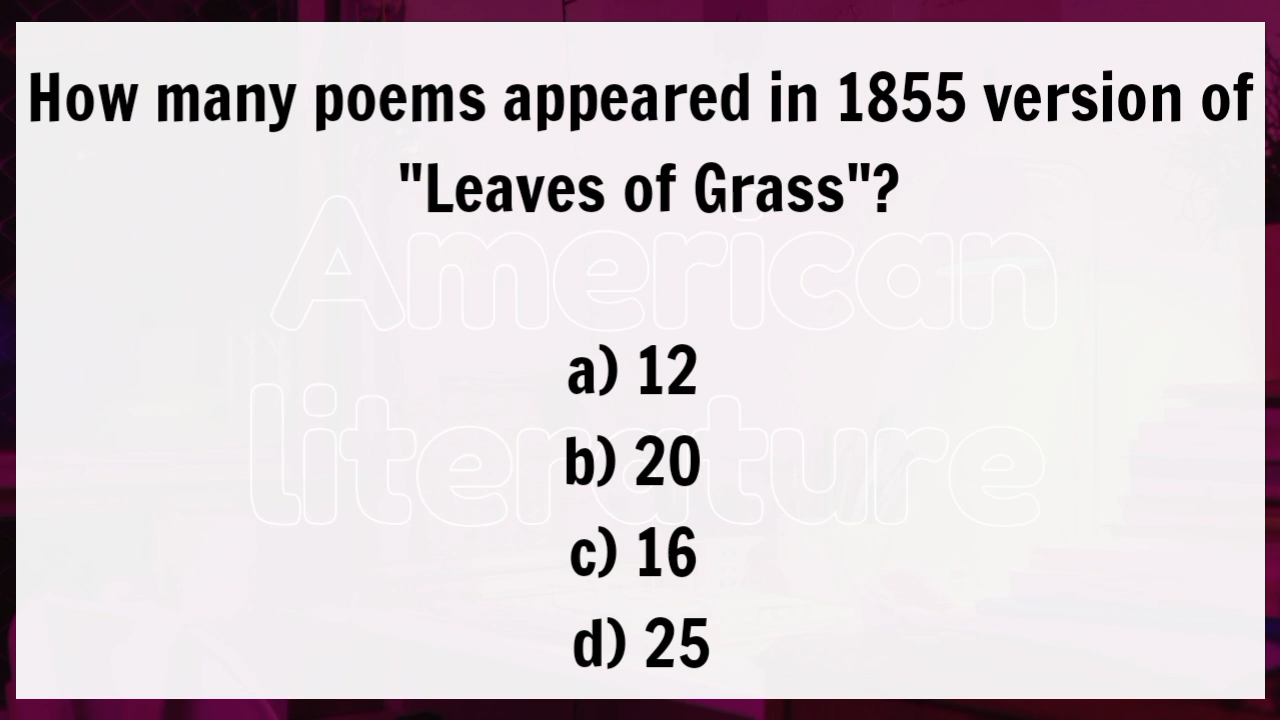 How many poems appeared in 1855 version of
"Leaves of Grass"?
American
literature
a) 12
b) 20
c) 16
d) 25